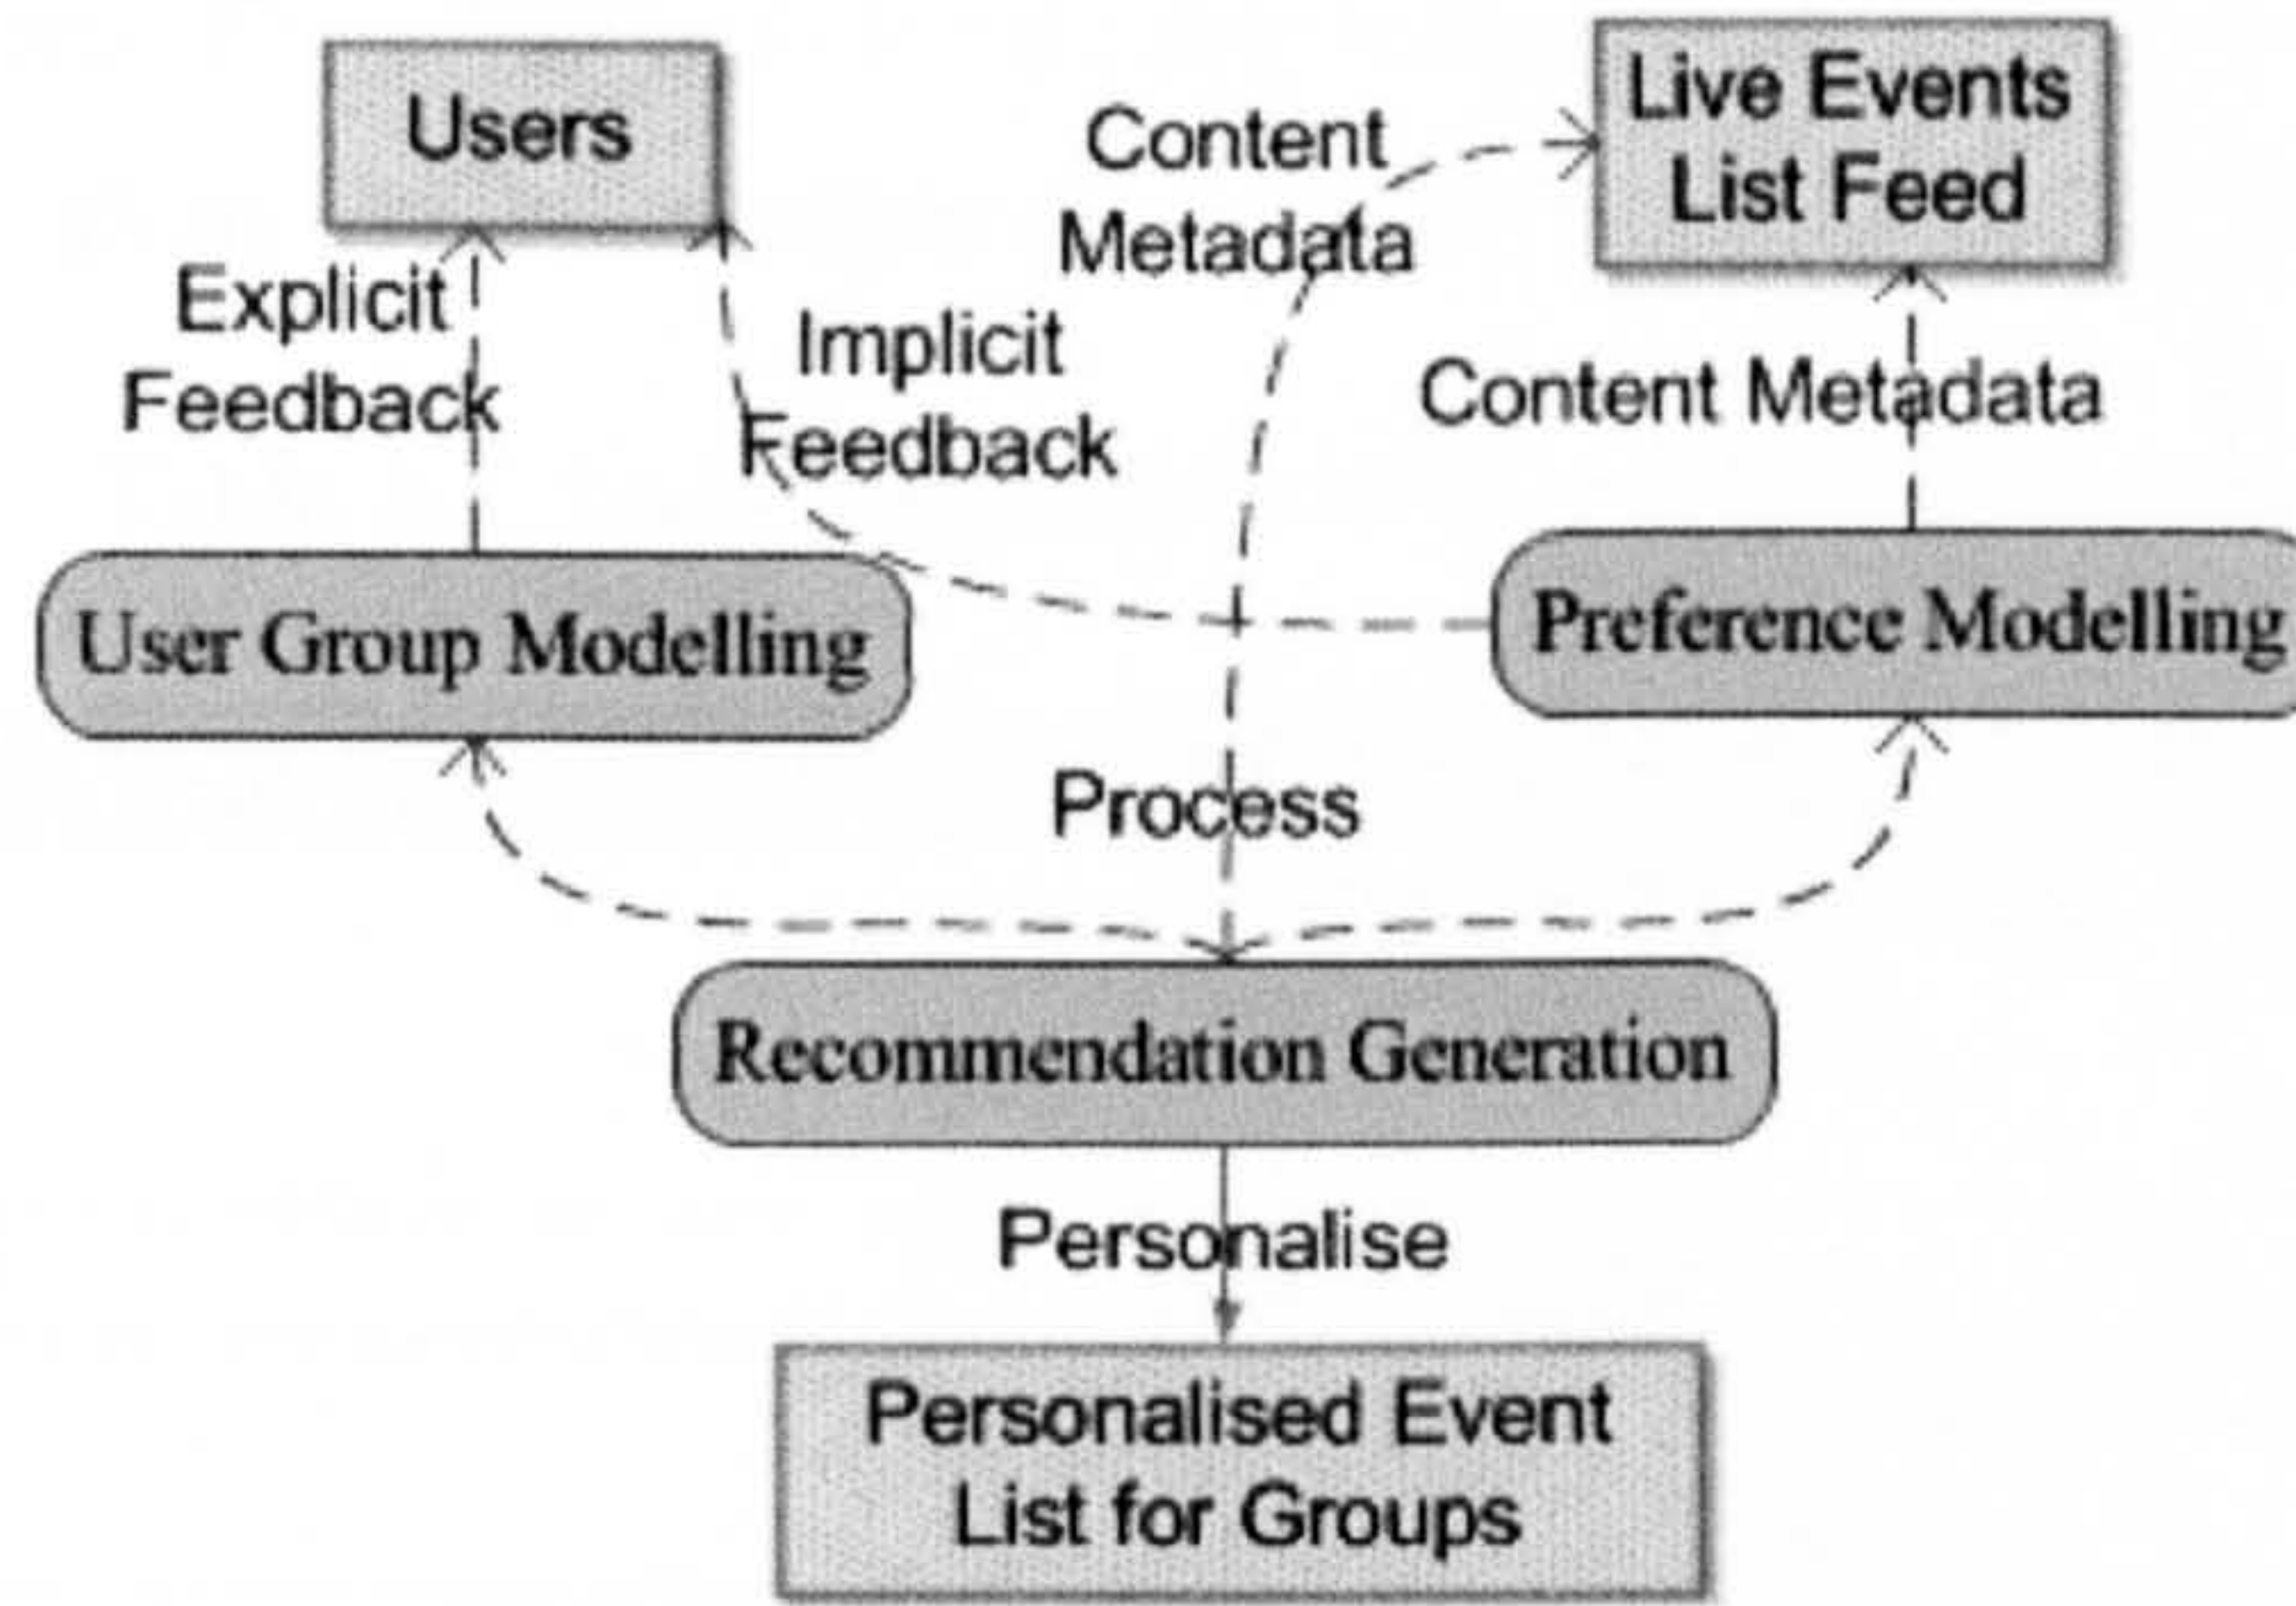 Users
Live Events
List Feed
Content
Metadata
Explicit
Feedback
Implicit
Feedback
Content Metadata
User Group Modelling
Preference Modelling
Process
Recommendation Generation
Personalise
Personalised Event
List for Groups